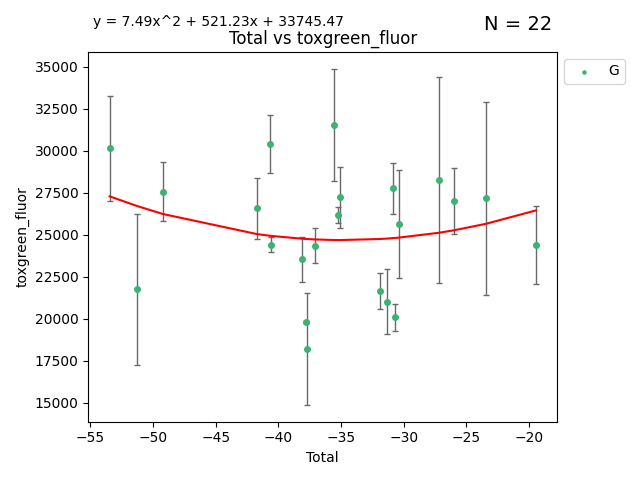 y = 7.49x^2 + 521.23x + 33745.47
N = 22
Total vs toxgreen_fluor
G
35000
32500
30000
27500
25000
22500
20000
17500
15000
toxgreen_fluor
−55 −50 −45 −40 −35 −30 −25 −20
Total